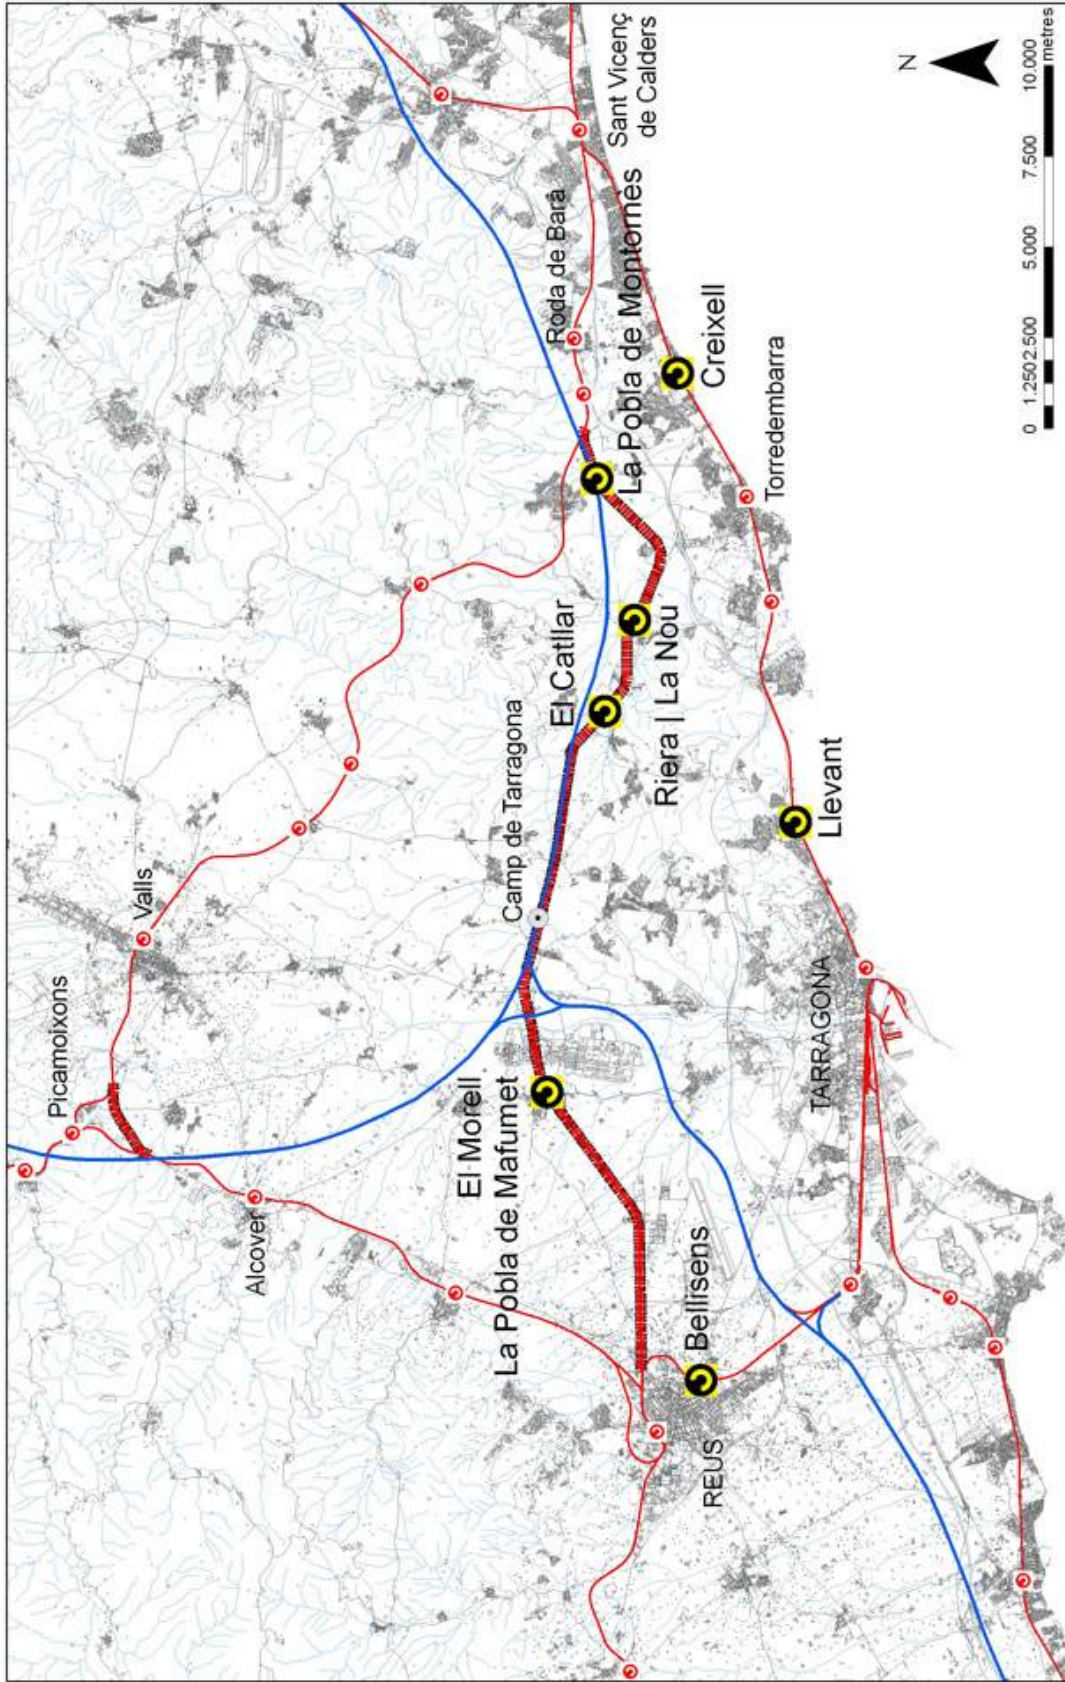 Picamoixons
Valls
Alcover
Camp de Tarragona
El Catllar
Roda de Barà
Sant Vicenç
de Calders
La Pobla de Montornès
Creixell
Torredembarra
Riera | La Nou
Llevant
El Morell
La Pobla de Mafumet
TARRAGONA
Bellisens
REUS
N
0 1.250 2.500 5.000 7.500 10.000
metres